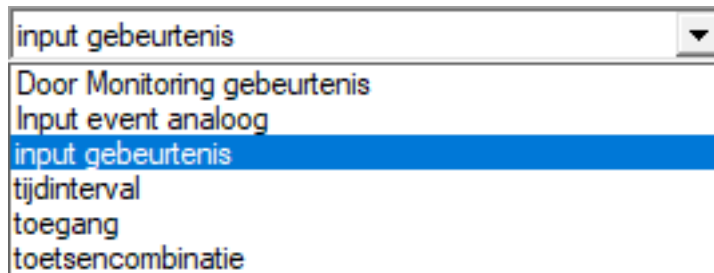 input gebeurtenis
Door Monitoring gebeurtenis
Input event analoog
input gebeurtenis
tijdinterval
toegang
toetsencombinatie